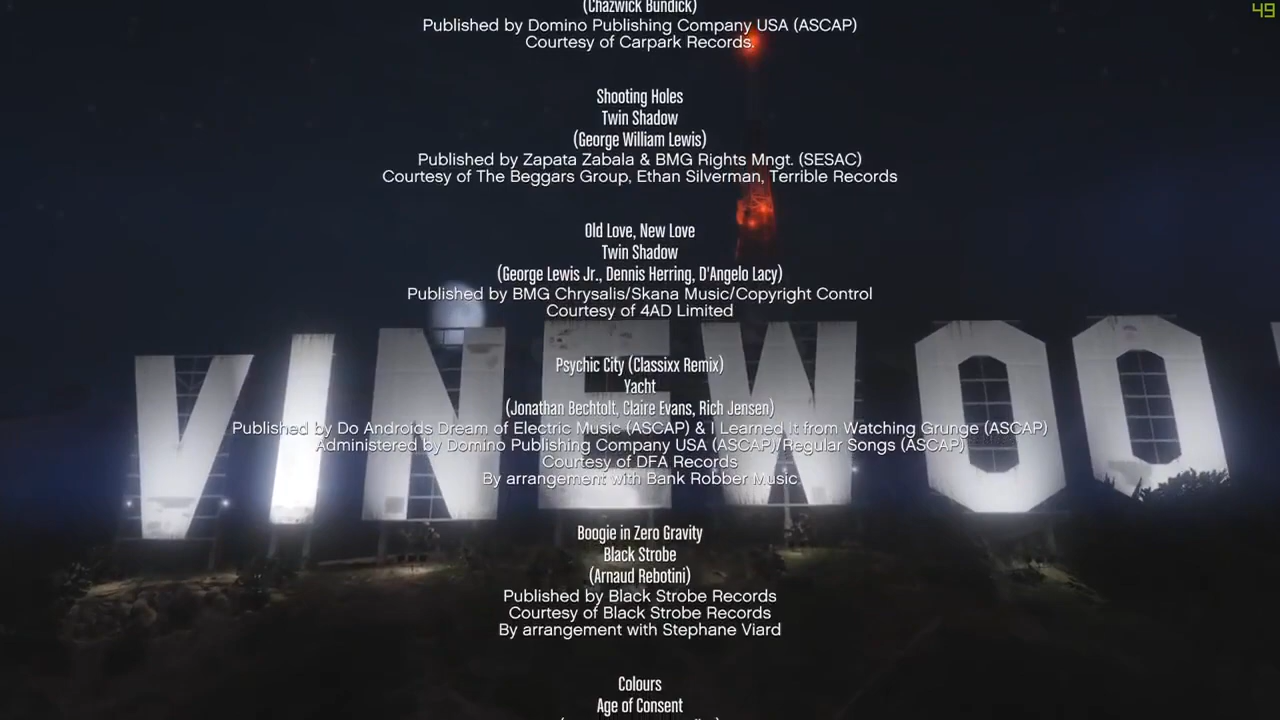 49
(Chazwick Bundick)
Published by Domino Publishing Company USA (ASCAP)
Courtesy of Carpark Records.
Shooting Holes
Twin Shadow
(George William Lewis)
Published by Zapata Zabala & BMG Rights Mngt. (SESAC)
Courtesy of The Beggars Group, Ethan Silverman, Terrible Records
Old Love, New Love
Twin Shadow
(George Lewis Jr., Dennis Herring, D'Angelo Lacy)
Published by BMG Chrysalis/Skana Music/Copyright Control
Courtesy of 4AD Limited
VINEWOO
Psychic City (Classixx Remix)
Yacht
(Jonathan Bechtolt, Claire Evans, Rich Jensen)
Published by Do Androids Dream of Electric Music (ASCAP) & I Learned It from Watching Grunge (ASCAP)
Administered by Domino Publishing Company USA (ASCAP)/Regular Songs (ASCAP)
Courtesy of DFA Records
By arrangement with Bank Robber Music.
Boogie in Zero Gravity
Black Strobe
(Arnaud Rebotini)
Published by Black Strobe Records
Courtesy of Black Strobe Records
By arrangement with Stephane Viard
Colours
Age of Consent